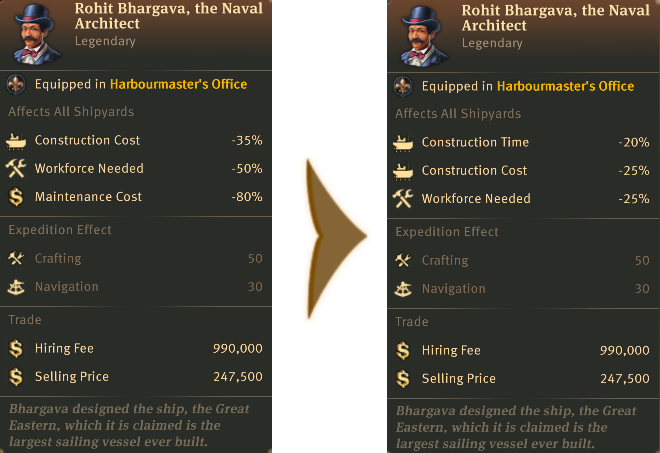 Rohit Bhargava, the Naval
Architect
Legendary
Equipped in Harbourmaster's Office
Affects All Shipyards
Construction Cost -35%
Workforce Needed -50%
Maintenance Cost -80%
Expedition Effect
Crafting 50
Navigation 30
Trade
Hiring Fee 990,000
Selling Price 247,500
Bhargava designed the ship, the Great
Eastern, which it is claimed is the
largest sailing vessel ever built.
Rohit Bhargava, the Naval
Architect
Legendary
Equipped in Harbourmaster's Office
Affects All Shipyards
Construction Time -20%
Construction Cost -25%
Workforce Needed -25%
Expedition Effect
Crafting 50
Navigation 30
Trade
Hiring Fee 990,000
Selling Price 247,500
Bhargava designed the ship, the Great
Eastern, which it is claimed is the
largest sailing vessel ever built.